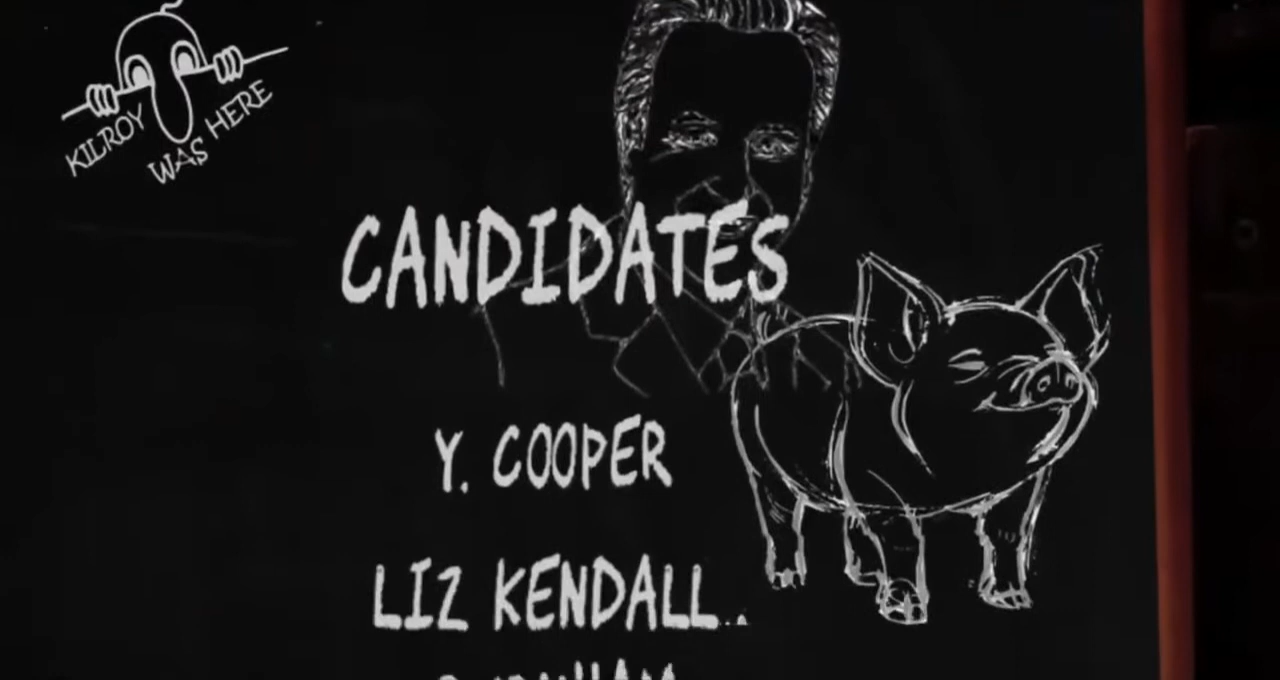 KILROY
WAS HERE
CANDIDATES
Y. COOPER
LIZ KENDALL..